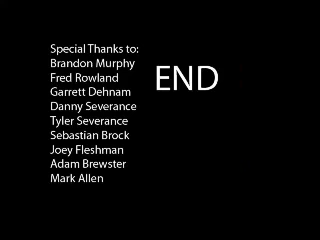 Special Thanks to:
Brandon Murphy
Fred Rowland
Garrett Dehnam
Danny Severance
Tyler Severance
Sebastian Brock
Joey Fleshman
Adam Brewster
Mark Allen
END